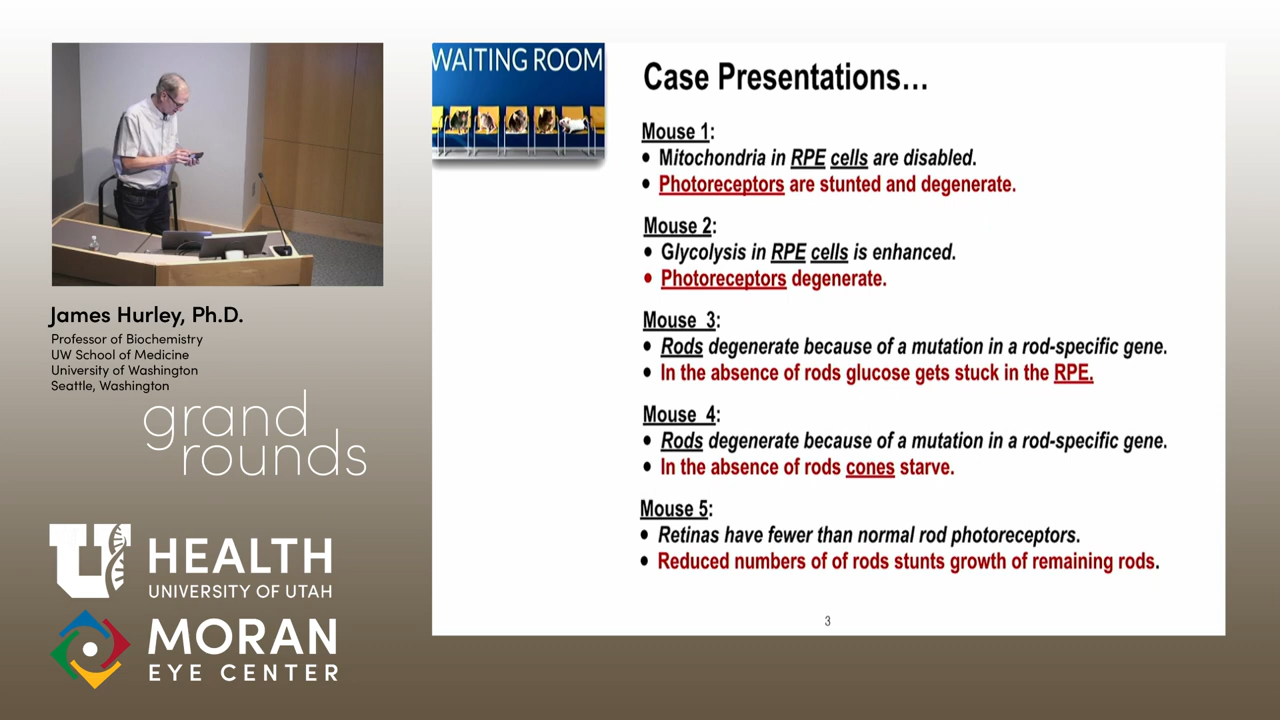 WAITING ROOM
Case Presentations...
Mouse 1:
• Mitochondria in RPE cells are disabled.
• Photoreceptors are stunted and degenerate.
Mouse 2:
• Glycolysis in RPE cells is enhanced.
• Photoreceptors degenerate.
Mouse 3:
• Rods degenerate because of a mutation in a rod-specific gene.
• In the absence of rods glucose gets stuck in the RPE.
Mouse 4:
• Rods degenerate because of a mutation in a rod-specific gene.
• In the absence of rods cones starve.
Mouse 5:
• Retinas have fewer than normal rod photoreceptors.
• Reduced numbers of of rods stunts growth of remaining rods.
3
James Hurley, Ph.D.
Professor of Biochemistry
UW School of Medicine
University of Washington
Seattle, Washington
grand
rounds
U HEALTH
UNIVERSITY OF UTAH
MORAN
EYE CENTER